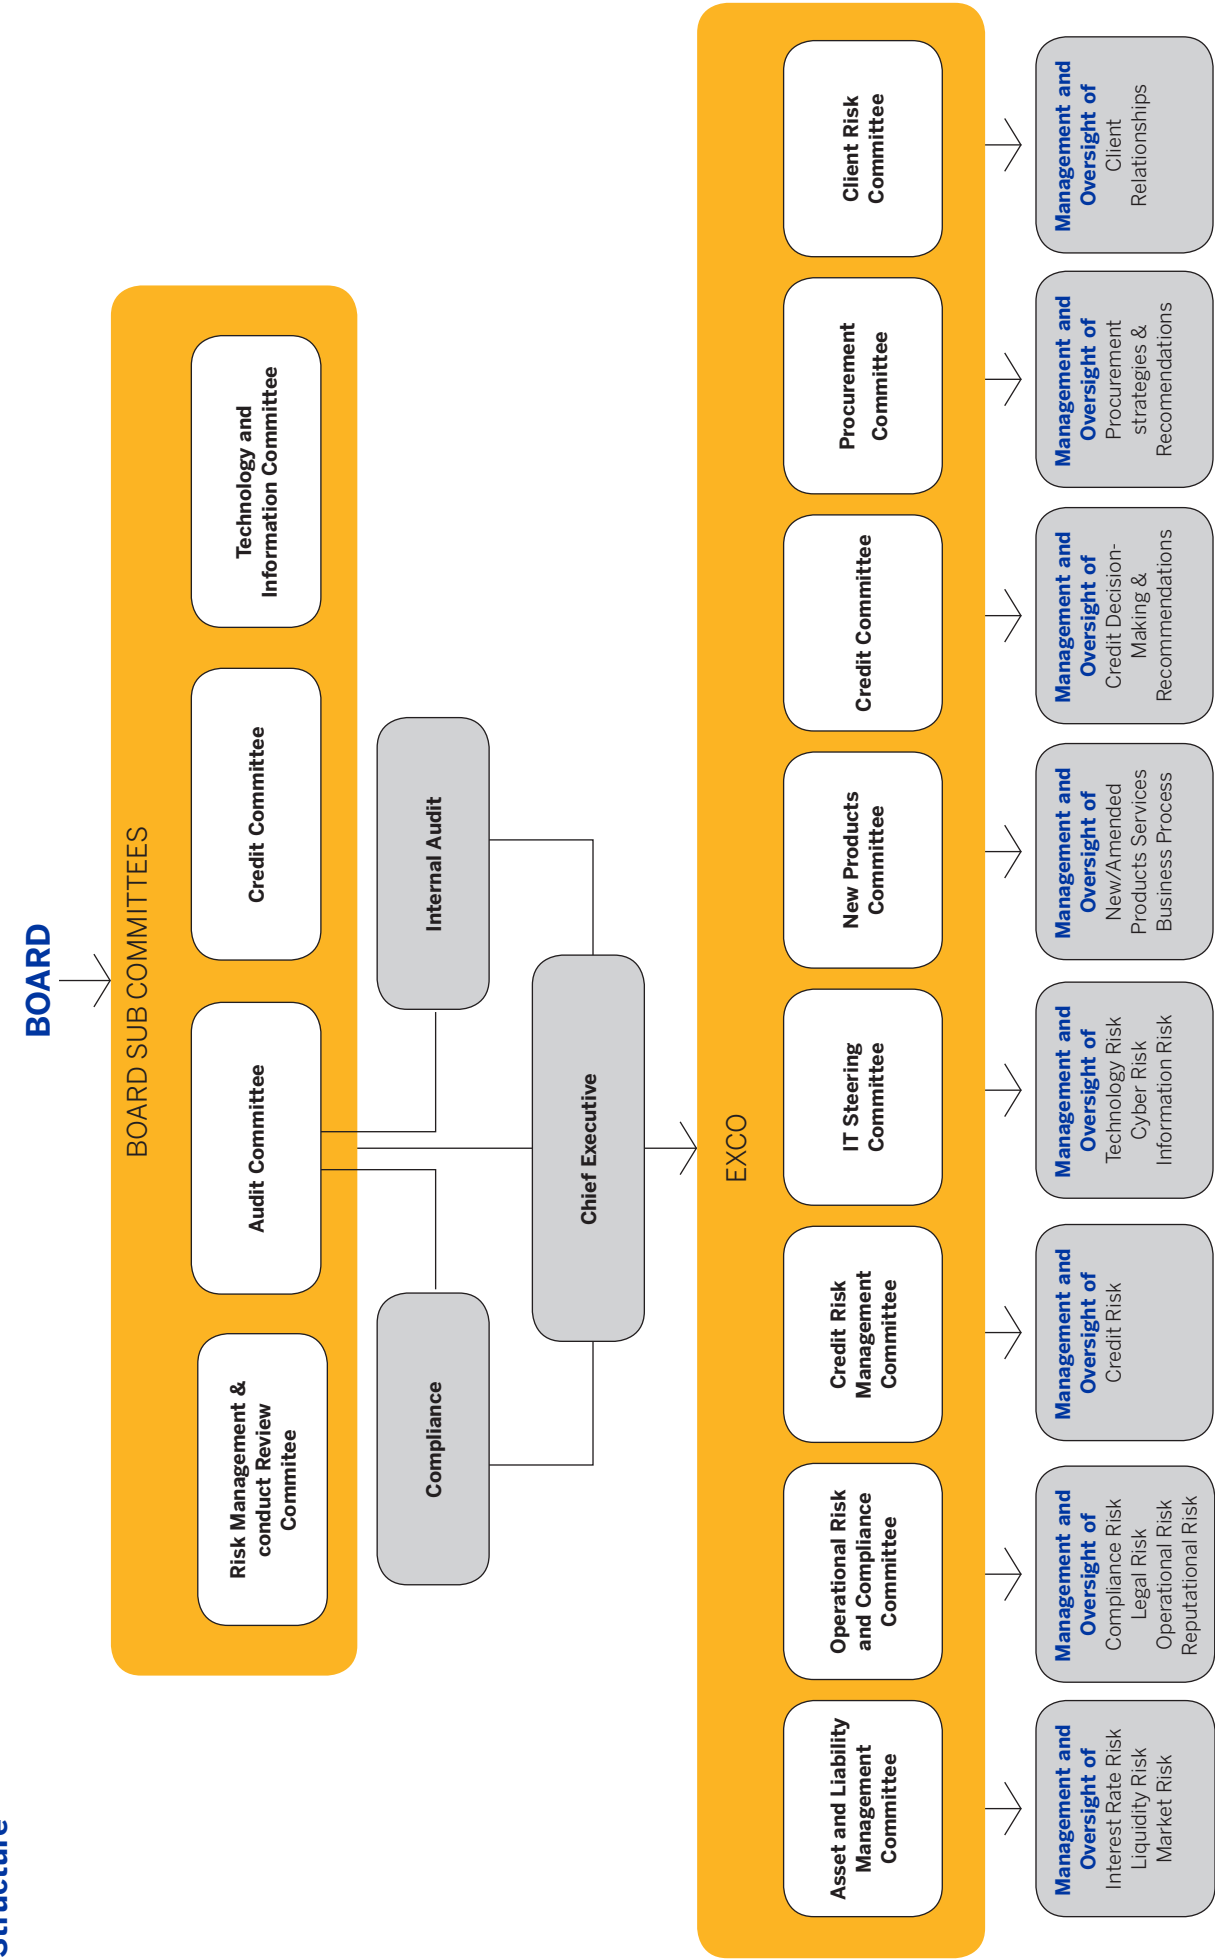 Structure
BOARD
BOARD SUB COMMITTEES
Risk Management &
conduct Review
Commitee
Audit Committee
Credit Committee
Technology and
Information Committee
Compliance
Internal Audit
Chief Executive
EXCO
Asset and Liability
Management
Committee
Operational Risk
and Compliance
Committee
Credit Risk
Management
Committee
IT Steering
Committee
New Products
Committee
Credit Committee
Procurement
Committee
Client Risk
Committee
Management and
Oversight of
Interest Rate Risk
Liquidity Risk
Market Risk
Management and
Oversight of
Compliance Risk
Legal Risk
Operational Risk
Reputational Risk
Management and
Oversight of
Credit Risk
Management and
Oversight of
Technology Risk
Cyber Risk
Information Risk
Management and
Oversight of
New/Amended
Products Services
Business Process
Management and
Oversight of
Credit Decision-
Making &
Recommendations
Management and
Oversight of
Procurement
strategies &
Recomendations
Management and
Oversight of
Client
Relationships